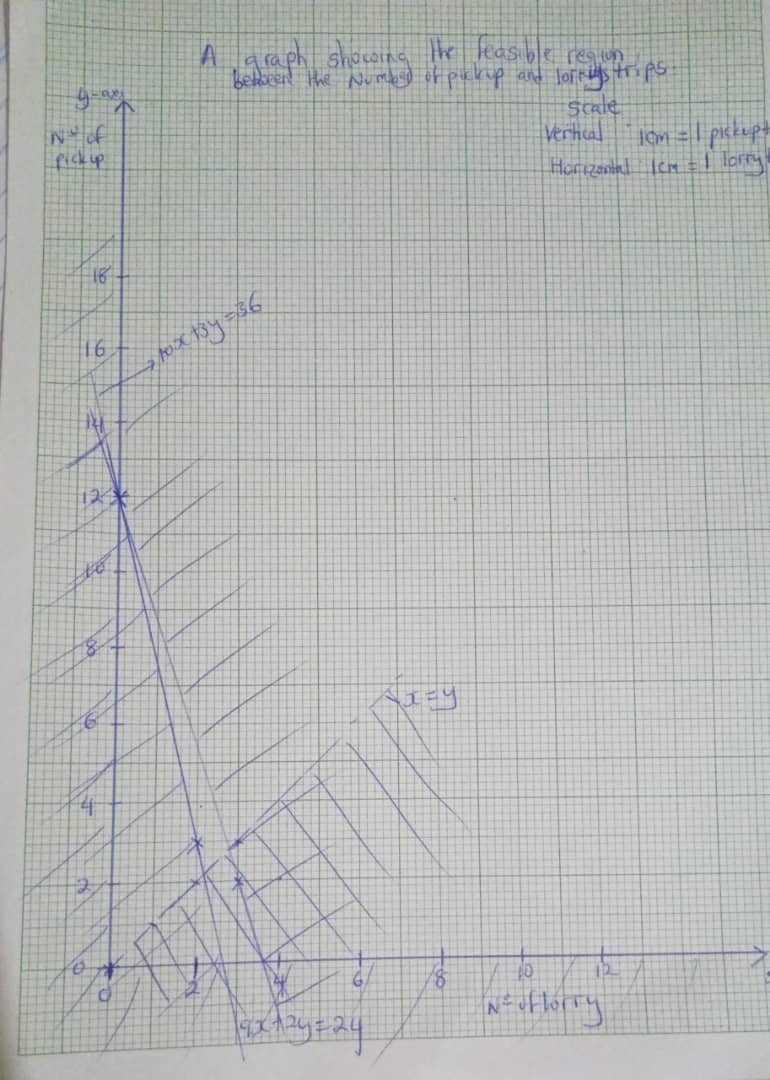 A graph showing the feasible region
between the Number of pickup and lorry trips.
Scale
Vertical 1cm = 1 pickup
Horizontal 1cm = 1 lorry
y-axis
Nº of
pickup
18
16
10x+3y=36
14
12
10
8
6
x=y
4
2
0
0 2 4 6 8 10 12
Nº of lorry
9x+2y=24